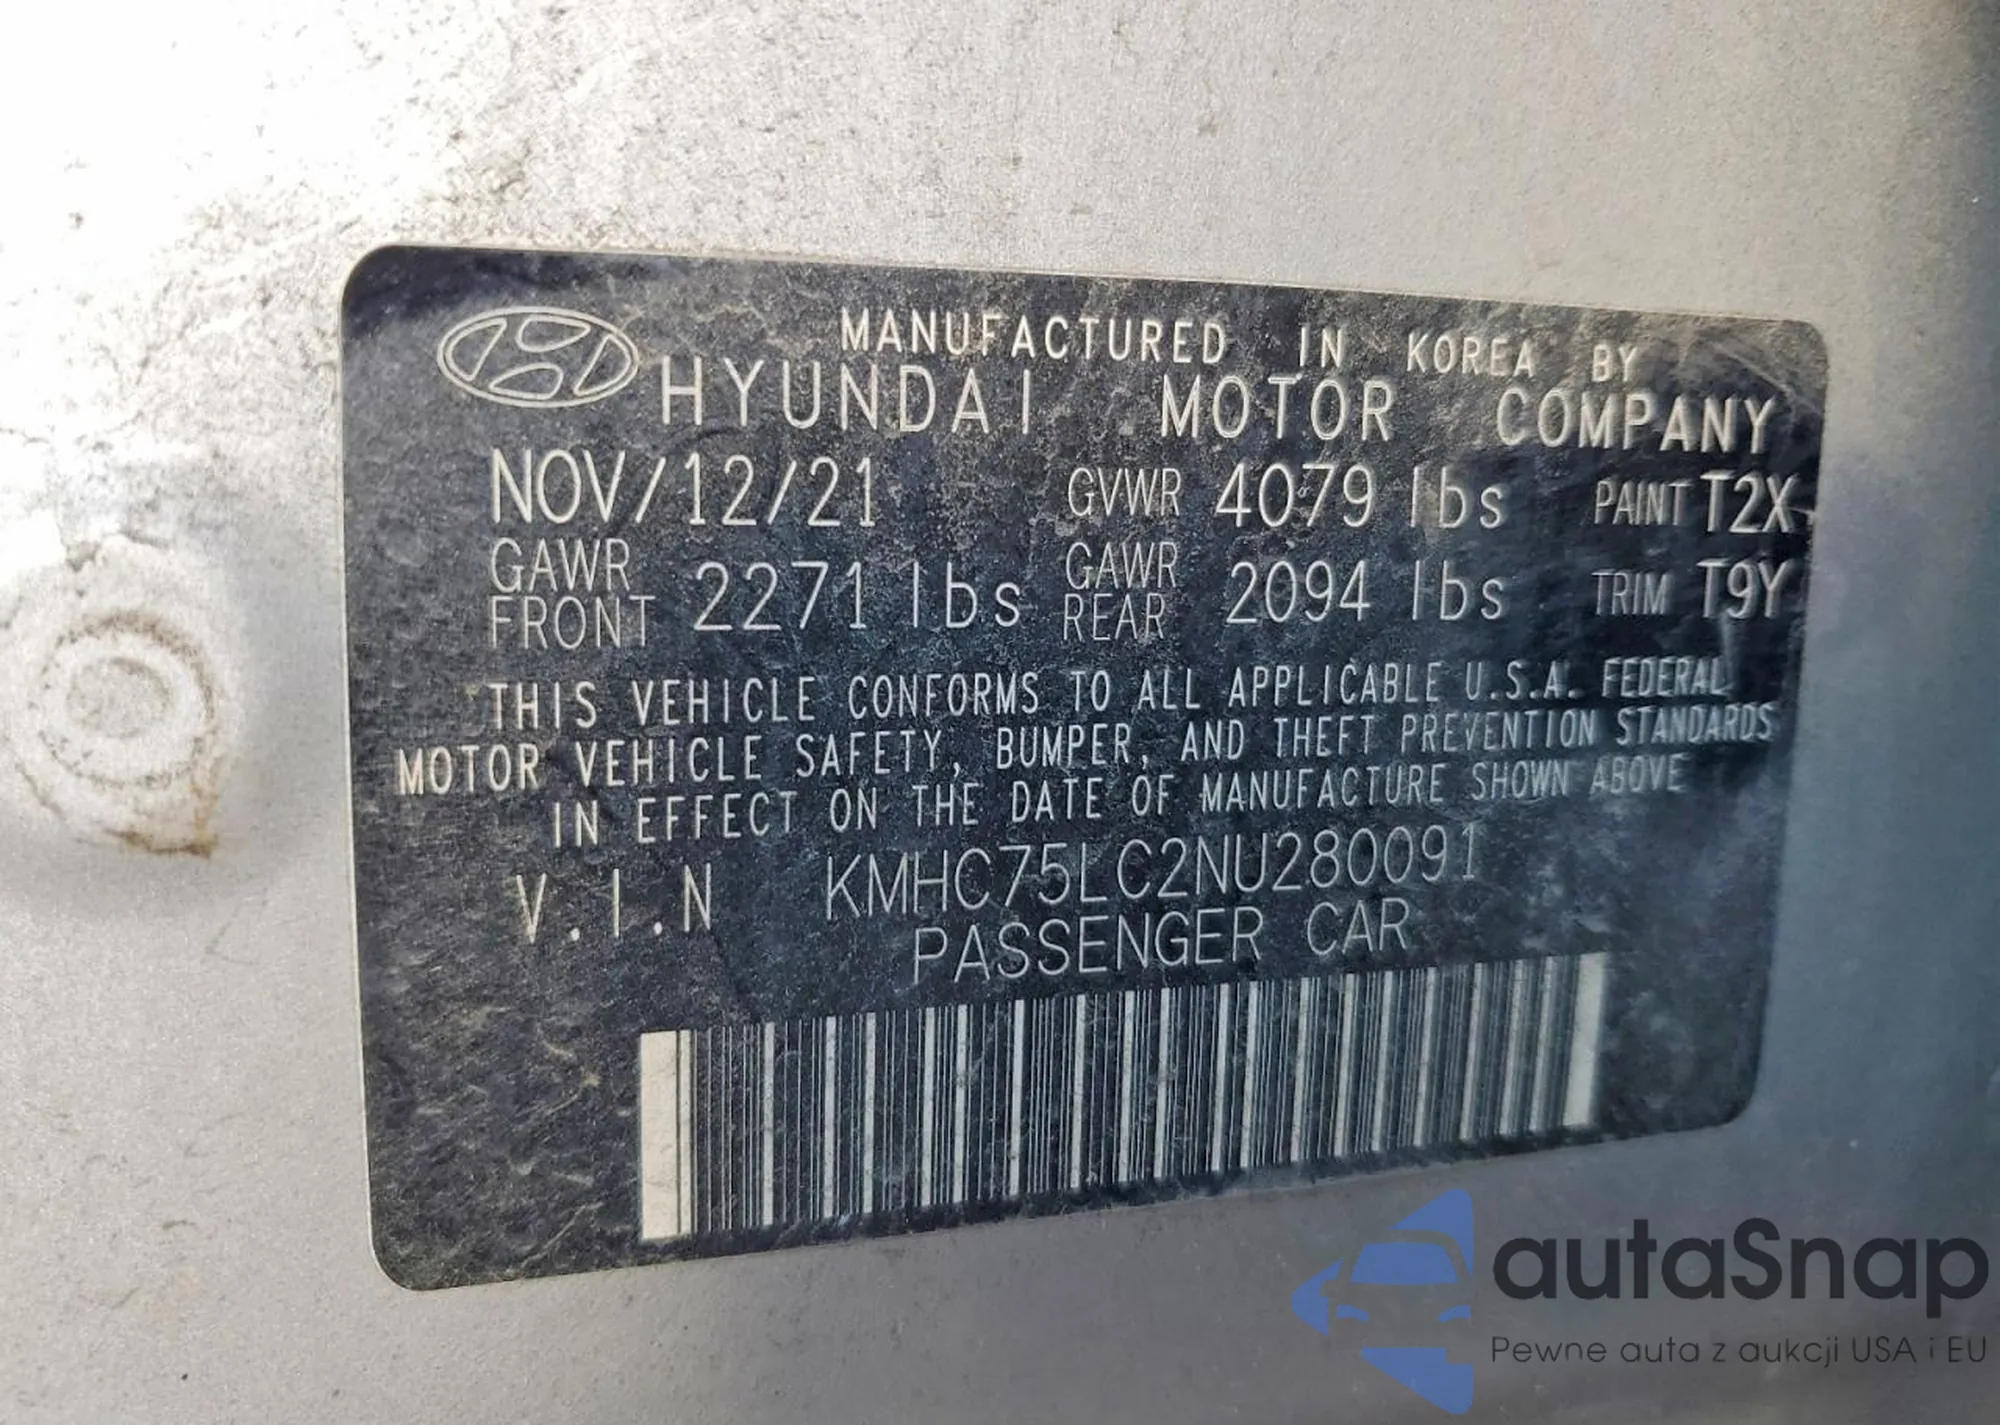 MANUFACTURED IN KOREA BY
HYUNDAI MOTOR COMPANY
NOV/12/21 GVWR 4079 lbs PAINT T2X
GAWR FRONT 2271 lbs GAWR REAR 2094 lbs TRIM T9Y
THIS VEHICLE CONFORMS TO ALL APPLICABLE U.S.A. FEDERAL
MOTOR VEHICLE SAFETY, BUMPER, AND THEFT PREVENTION STANDARDS
IN EFFECT ON THE DATE OF MANUFACTURE SHOWN ABOVE
V.I.N KMHC75LC2NU280091
PASSENGER CAR
autaSnap
Pewne auta z aukcji USA i EU